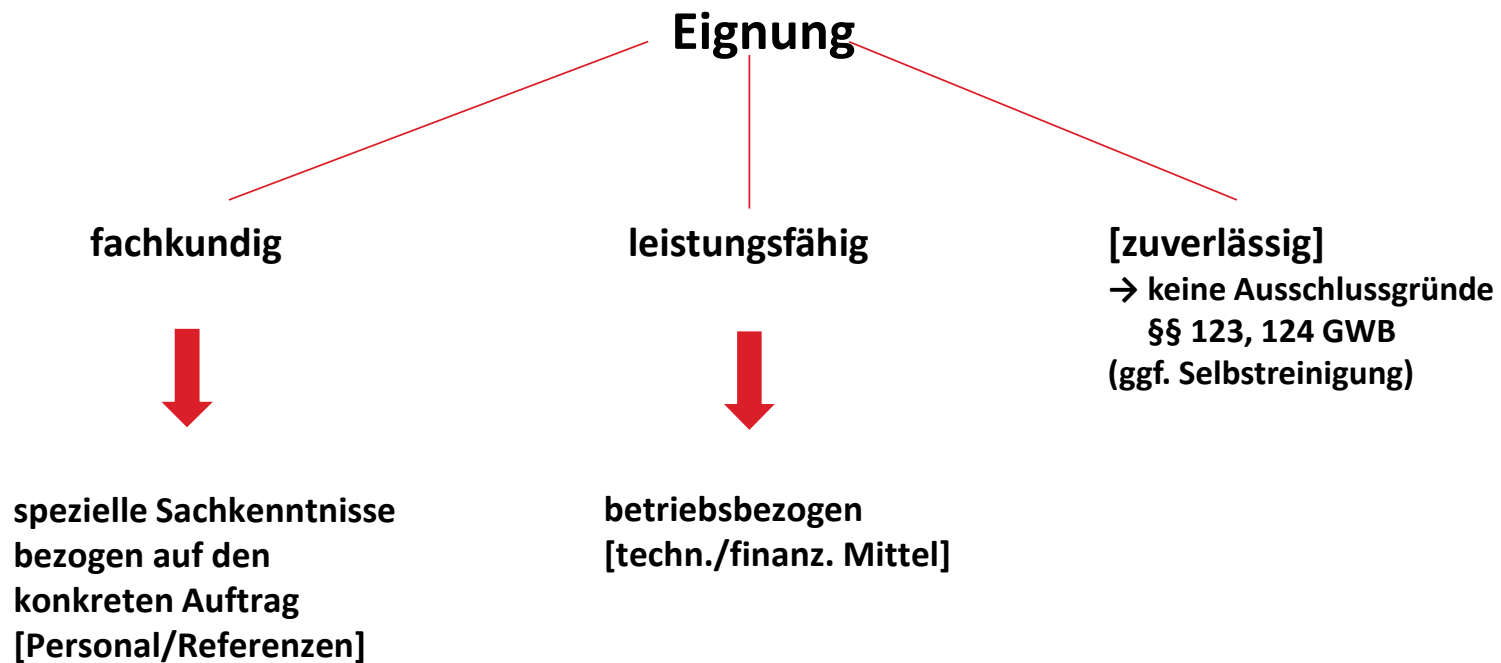 Eignung
fachkundig
leistungsfähig
[zuverlässig]
→ keine Ausschlussgründe
§§ 123, 124 GWB
(ggf. Selbstreinigung)
spezielle Sachkenntnisse
bezogen auf den
konkreten Auftrag
[Personal/Referenzen]
betriebsbezogen
[techn./finanz. Mittel]